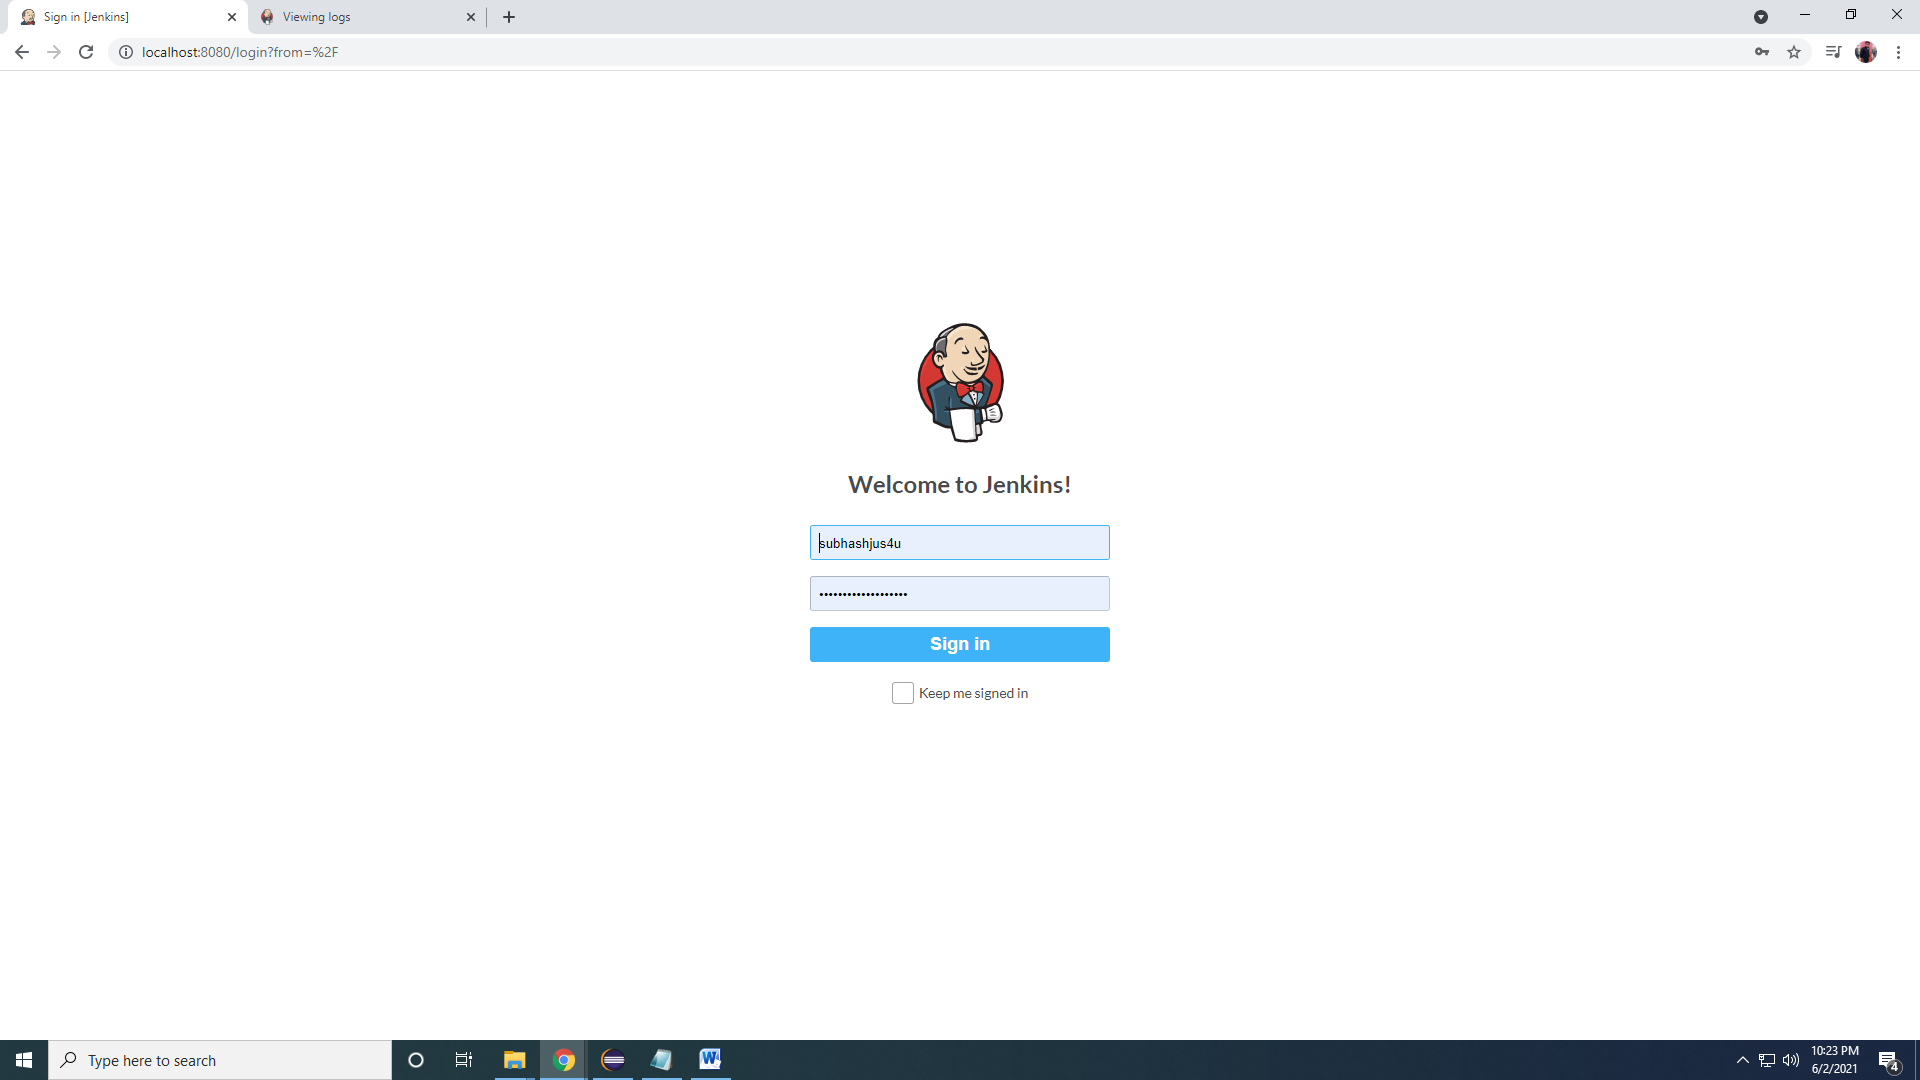 Sign in [Jenkins]
Viewing logs
localhost:8080/login?from=%2F
Welcome to Jenkins!
subhashjus4u
•••••••••••••••••••
Sign in
Keep me signed in
Type here to search
10:23 PM
6/2/2021
4